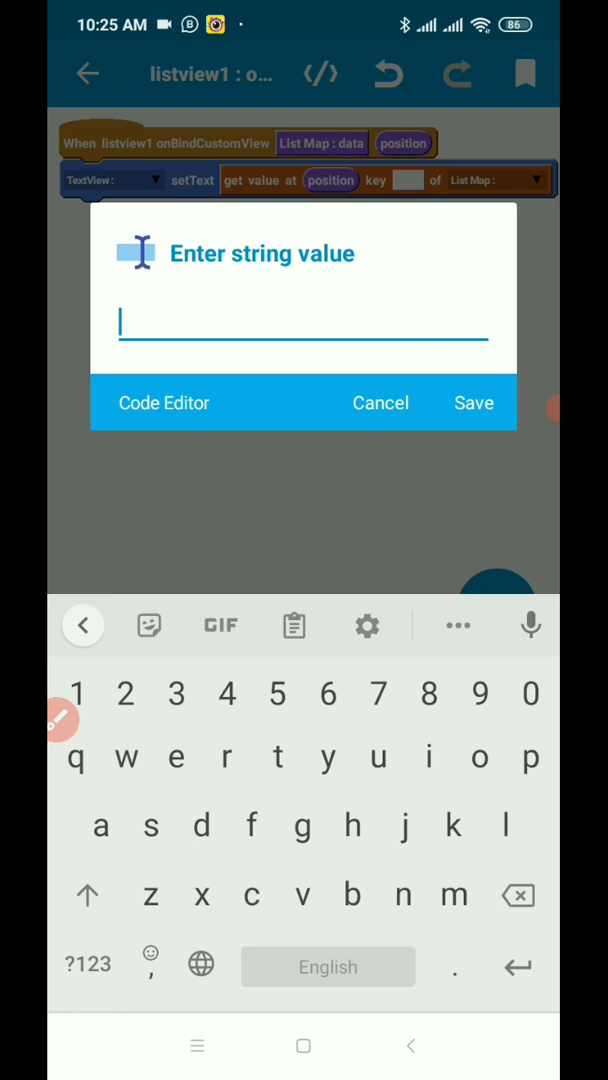 10:25 AM
86
listview1 : o...
When listview1 onBindCustomView List Map : data position
TextView : setText get value at position key of List Map :
Enter string value
Code Editor Cancel Save
GIF
1 2 3 4 5 6 7 8 9 0
q w e r t y u i o p
a s d f g h j k l
z x c v b n m
?123 , English .